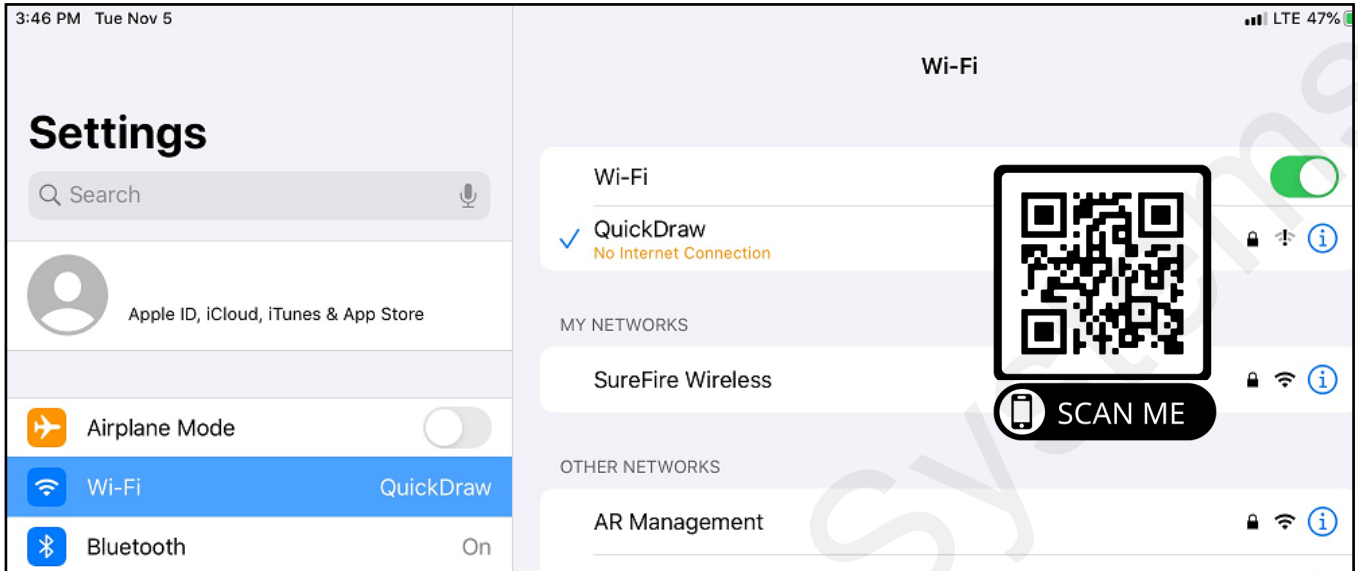 3:46 PM Tue Nov 5
LTE 47%
Settings
Search
Apple ID, iCloud, iTunes & App Store
Airplane Mode
Wi-Fi QuickDraw
Bluetooth On
Wi-Fi
Wi-Fi
QuickDraw
No Internet Connection
MY NETWORKS
SureFire Wireless
SCAN ME
OTHER NETWORKS
AR Management
Systems